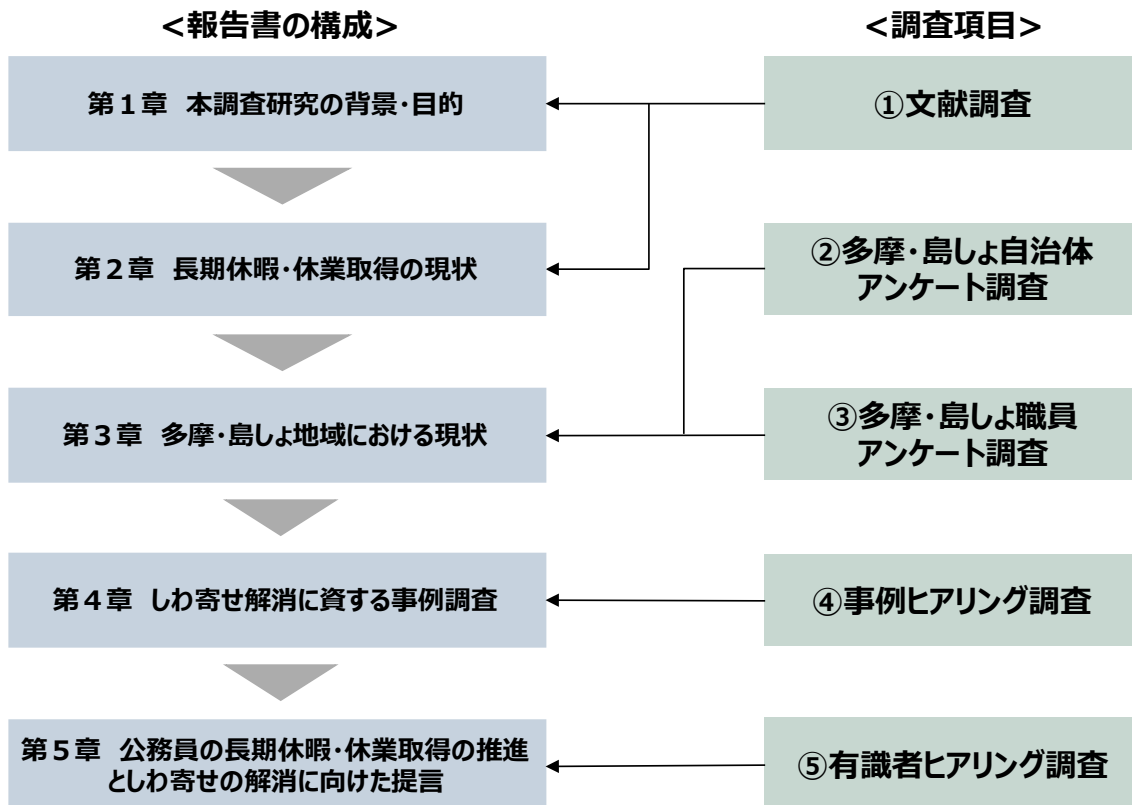 <報告書の構成>
<調査項目>
第１章 本調査研究の背景･目的
①文献調査
第２章 長期休暇･休業取得の現状
②多摩・島しょ自治体
アンケート調査
第３章 多摩・島しょ地域における現状
③多摩・島しょ職員
アンケート調査
第４章 しわ寄せ解消に資する事例調査
④事例ヒアリング調査
第５章 公務員の長期休暇･休業取得の推進
としわ寄せの解消に向けた提言
⑤有識者ヒアリング調査